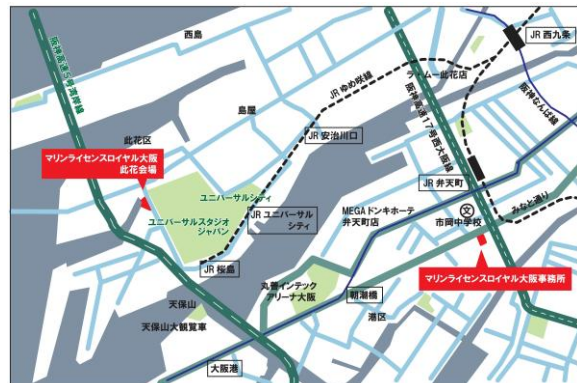 西島
JR 西九条
阪神高速5号湾岸線
ラ・ムー此花店
JR ゆめ咲線
阪神なんば線
島屋
阪神高速17号西大阪線
此花区
JR 安治川口
マリンライセンスロイヤル大阪
此花会場
JR 弁天町
みなと通り
ユニバーサルシティ
MEGAドンキホーテ
弁天町店
文
市岡中学校
ユニバーサルスタジオ
ジャパン
JR ユニバーサル
シティ
JR 桜島
マリンライセンスロイヤル大阪事務所
丸善インテック
アリーナ大阪
朝潮橋
天保山
港区
天保山大観覧車
大阪港